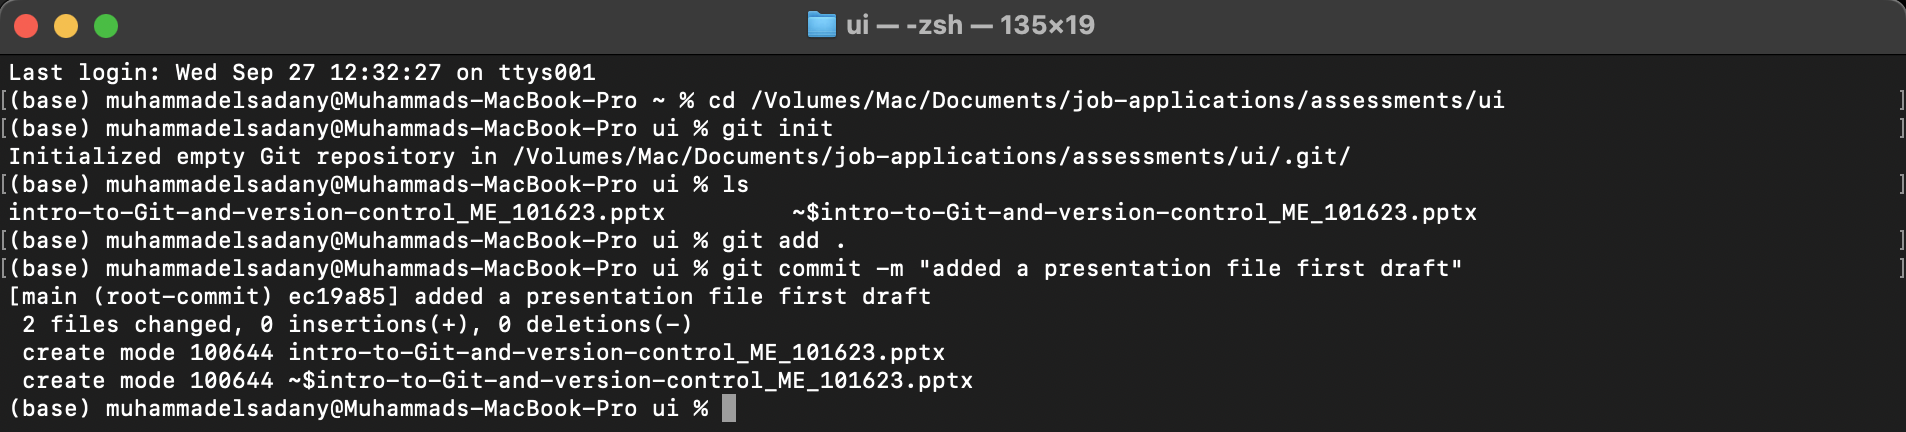 ui — -zsh — 135×19
Last login: Wed Sep 27 12:32:27 on ttys001
[(base) muhammadelsadany@Muhammads-MacBook-Pro ~ % cd /Volumes/Mac/Documents/job-applications/assessments/ui ]
[(base) muhammadelsadany@Muhammads-MacBook-Pro ui % git init ]
Initialized empty Git repository in /Volumes/Mac/Documents/job-applications/assessments/ui/.git/
[(base) muhammadelsadany@Muhammads-MacBook-Pro ui % ls ]
intro-to-Git-and-version-control_ME_101623.pptx ~$intro-to-Git-and-version-control_ME_101623.pptx
[(base) muhammadelsadany@Muhammads-MacBook-Pro ui % git add . ]
[(base) muhammadelsadany@Muhammads-MacBook-Pro ui % git commit -m "added a presentation file first draft" ]
[main (root-commit) ec19a85] added a presentation file first draft
2 files changed, 0 insertions(+), 0 deletions(-)
create mode 100644 intro-to-Git-and-version-control_ME_101623.pptx
create mode 100644 ~$intro-to-Git-and-version-control_ME_101623.pptx
(base) muhammadelsadany@Muhammads-MacBook-Pro ui %